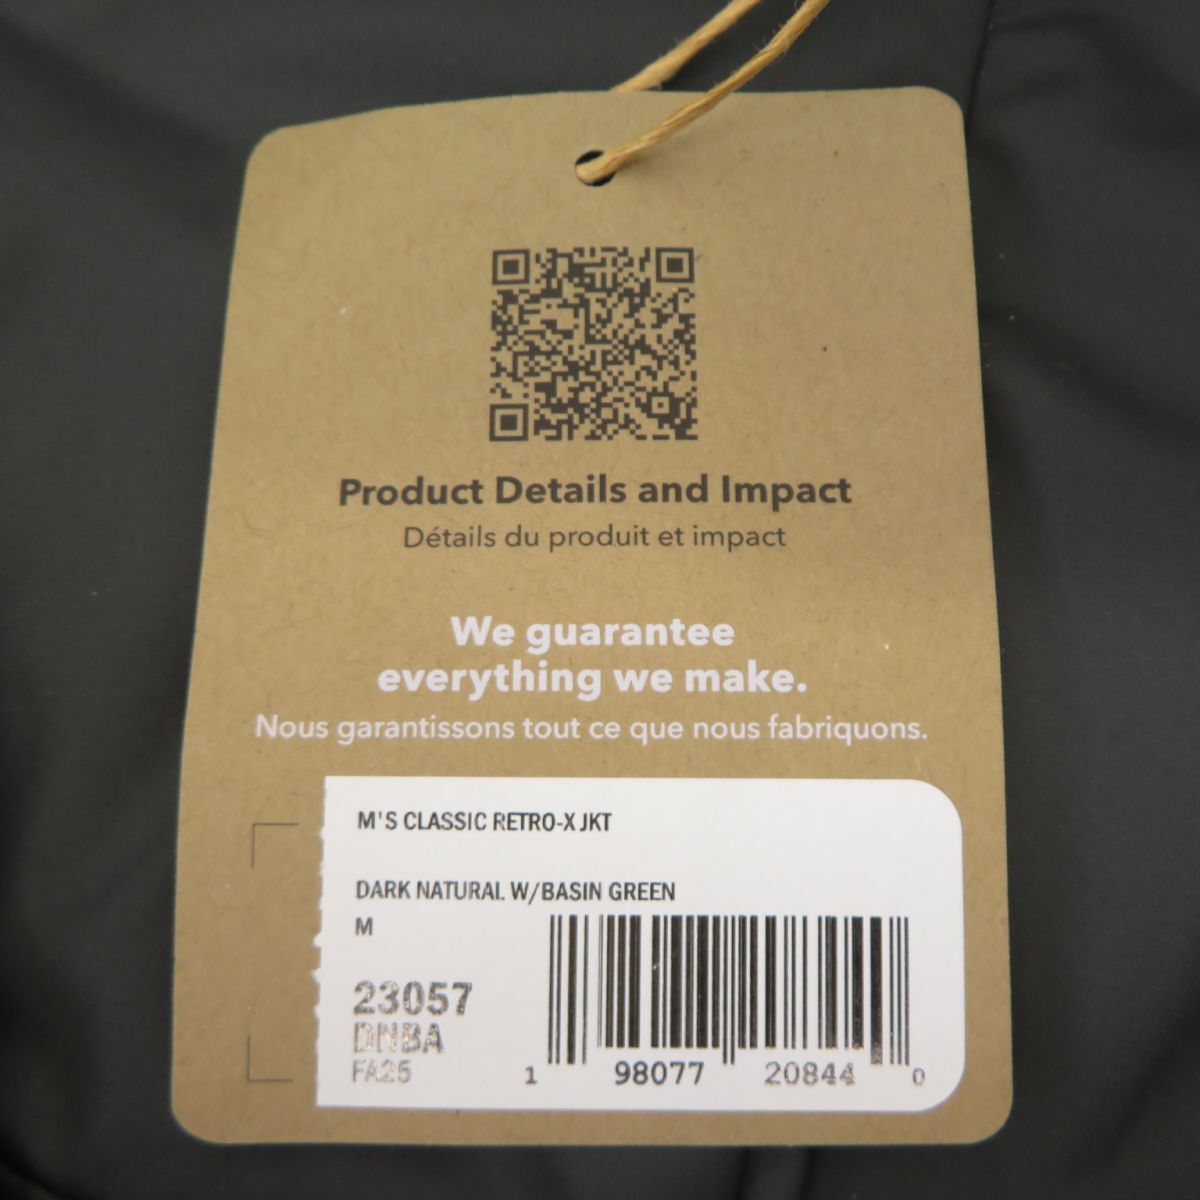 Product Details and Impact
Détails du produit et impact
We guarantee
everything we make.
Nous garantissons tout ce que nous fabriquons.
M'S CLASSIC RETRO-X JKT
DARK NATURAL W/BASIN GREEN
M
23057
DNBA
FA25
1 98077 20844 0